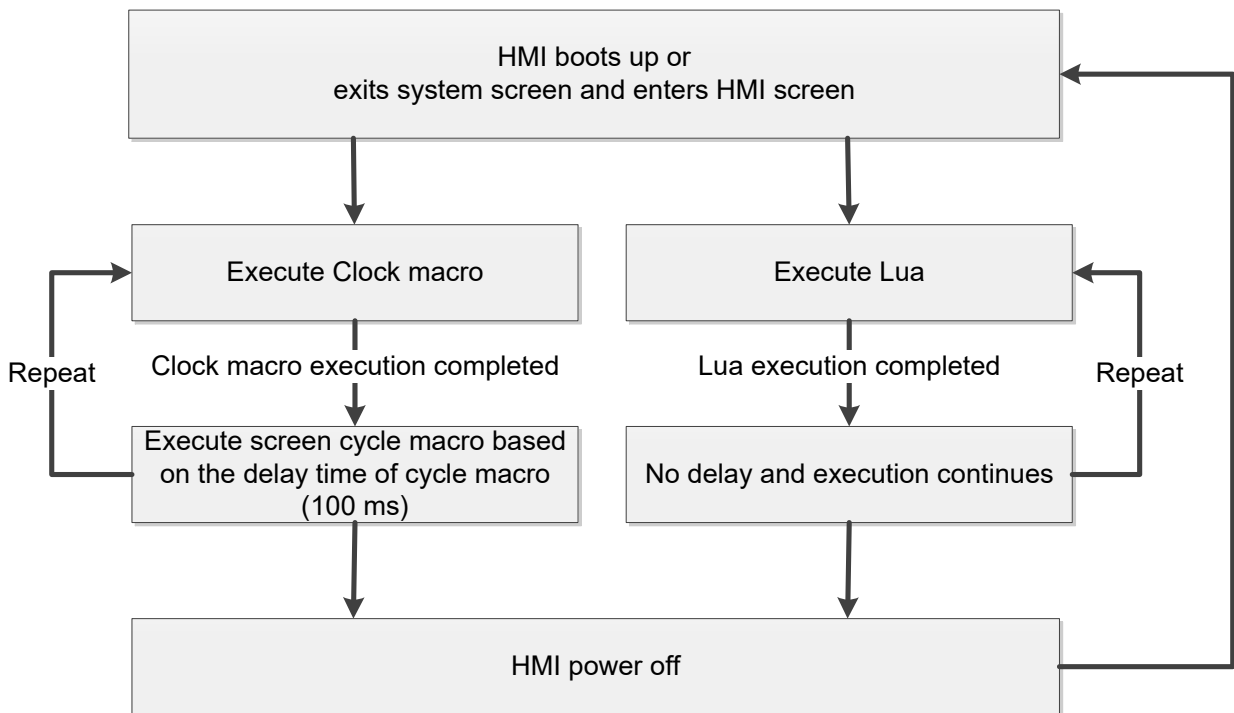 HMI boots up or
exits system screen and enters HMI screen
Execute Clock macro
Execute Lua
Repeat
Clock macro execution completed
Lua execution completed
Repeat
Execute screen cycle macro based
on the delay time of cycle macro
(100 ms)
No delay and execution continues
HMI power off